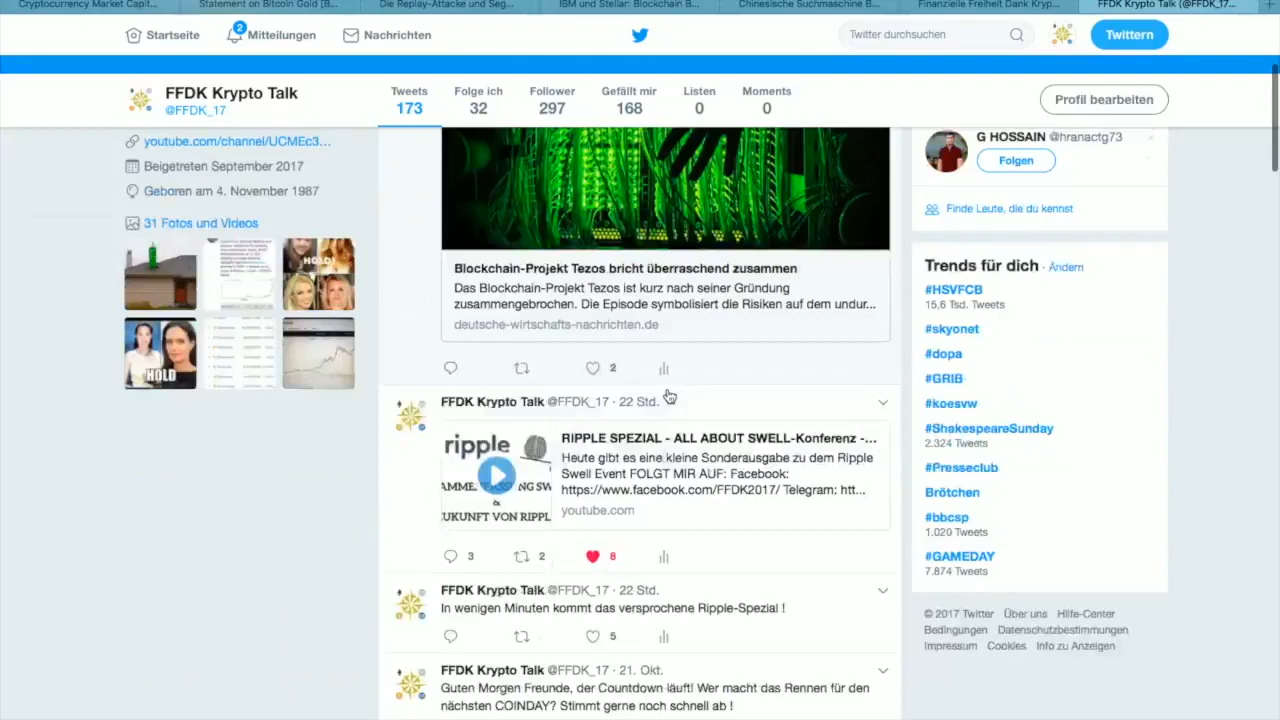 Cryptocurrency Market Capit...
Statement on Bitcoin Gold [B...
Die Replay-Attacke und Seg...
IBM und Stellar: Blockchain B...
Chinesische Suchmaschine B...
Finanzielle Freiheit Dank Kryp...
FFDK Krypto Talk (@FFDK_17...
Startseite
2
Mitteilungen
Nachrichten
Twitter durchsuchen
Twittern
FFDK Krypto Talk
@FFDK_17
Tweets
173
Folge ich
32
Follower
297
Gefällt mir
168
Listen
0
Moments
0
Profil bearbeiten
youtube.com/channel/UCMEc3...
Beigetreten September 2017
Geboren am 4. November 1987
31 Fotos und Videos
HOLD!
HOLD
Blockchain-Projekt Tezos bricht überraschend zusammen
Das Blockchain-Projekt Tezos ist kurz nach seiner Gründung
zusammengebrochen. Die Episode symbolisiert die Risiken auf dem undur...
deutsche-wirtschafts-nachrichten.de
2
FFDK Krypto Talk @FFDK_17 · 22 Std.
ripple
AMMENFASSUNG SW
&
ZUKUNFT VON RIPPL
RIPPLE SPEZIAL - ALL ABOUT SWELL-Konferenz -...
Heute gibt es eine kleine Sonderausgabe zu dem Ripple
Swell Event FOLGT MIR AUF: Facebook:
https://www.facebook.com/FFDK2017/ Telegram: htt...
youtube.com
3
2
8
FFDK Krypto Talk @FFDK_17 · 22 Std.
In wenigen Minuten kommt das versprochene Ripple-Spezial !
5
FFDK Krypto Talk @FFDK_17 · 21. Okt.
Guten Morgen Freunde, der Countdown läuft! Wer macht das Rennen für den
nächsten COINDAY? Stimmt gerne noch schnell ab !
G HOSSAIN @hranactg73
Folgen
Finde Leute, die du kennst
Trends für dich · Ändern
#HSVFCB
15,6 Tsd. Tweets
#skyonet
#dopa
#GRIB
#koesvw
#ShakespeareSunday
2.324 Tweets
#Presseclub
Brötchen
#bbcsp
1.020 Tweets
#GAMEDAY
7.874 Tweets
© 2017 Twitter Über uns Hilfe-Center
Bedingungen Datenschutzbestimmungen
Impressum Cookies Info zu Anzeigen